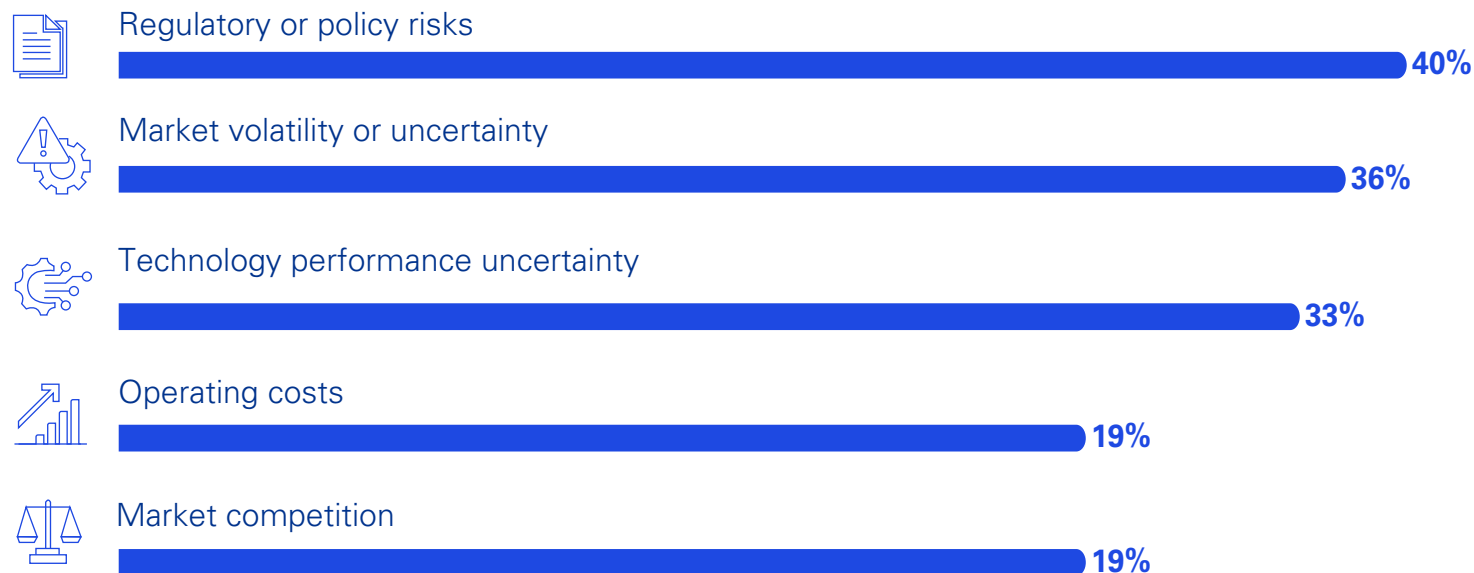 Regulatory or policy risks
40%
Market volatility or uncertainty
36%
Technology performance uncertainty
33%
Operating costs
19%
Market competition
19%